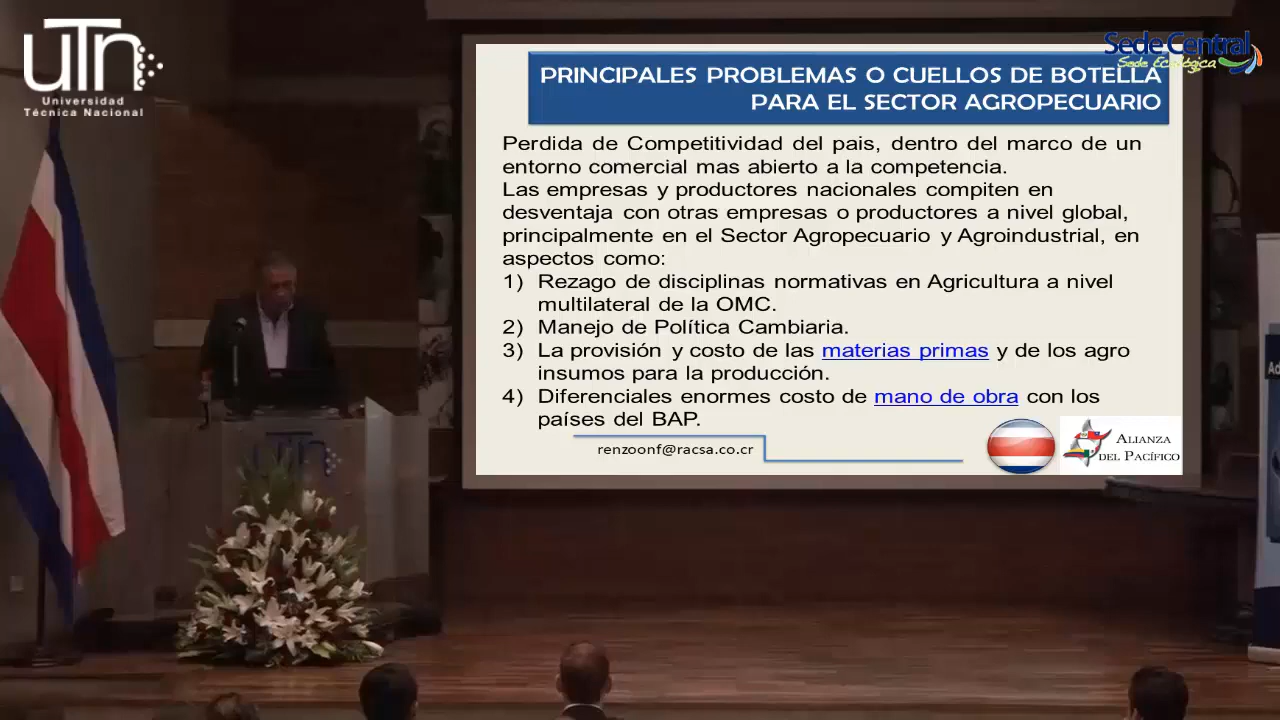 uTn
Universidad
Técnica Nacional
Sede Central
Sede Ecológica
PRINCIPALES PROBLEMAS O CUELLOS DE BOTELLA
PARA EL SECTOR AGROPECUARIO
Perdida de Competitividad del pais, dentro del marco de un
entorno comercial mas abierto a la competencia.
Las empresas y productores nacionales compiten en
desventaja con otras empresas o productores a nivel global,
principalmente en el Sector Agropecuario y Agroindustrial, en
aspectos como:
1) Rezago de disciplinas normativas en Agricultura a nivel
multilateral de la OMC.
2) Manejo de Política Cambiaria.
3) La provisión y costo de las materias primas y de los agro
insumos para la producción.
4) Diferenciales enormes costo de mano de obra con los
países del BAP.
renzoonf@racsa.co.cr
ALIANZA
DEL PACÍFICO
uTn
Ad